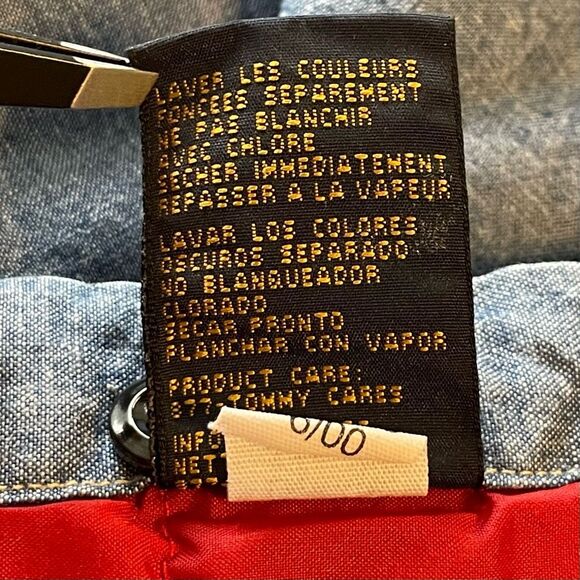 LAVER LES COULEURS
FONCEES SEPAREMENT
NE PAS BLANCHIR
AVEC CHLORE
SECHER IMMEDIATEMENT
REPASSER A LA VAPEUR
LAVAR LOS COLORES
OSCUROS SEPARADO
NO BLANQUEADOR
CLORADO
SECAR PRONTO
PLANCHAR CON VAPOR
PRODUCT CARE:
877-TOMMY CARES
6/00